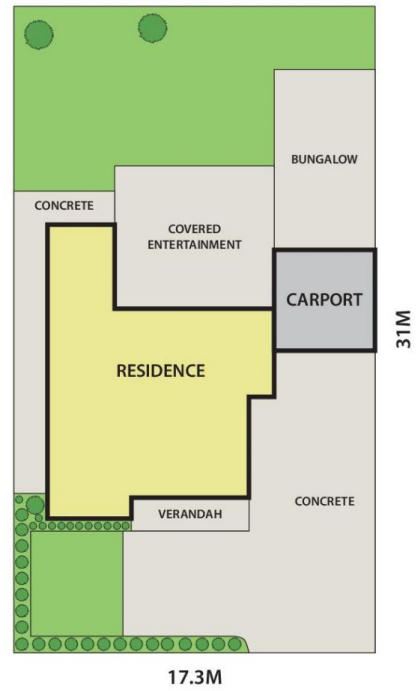 BUNGALOW
CONCRETE
COVERED
ENTERTAINMENT
CARPORT
31M
RESIDENCE
CONCRETE
VERANDAH
17.3M